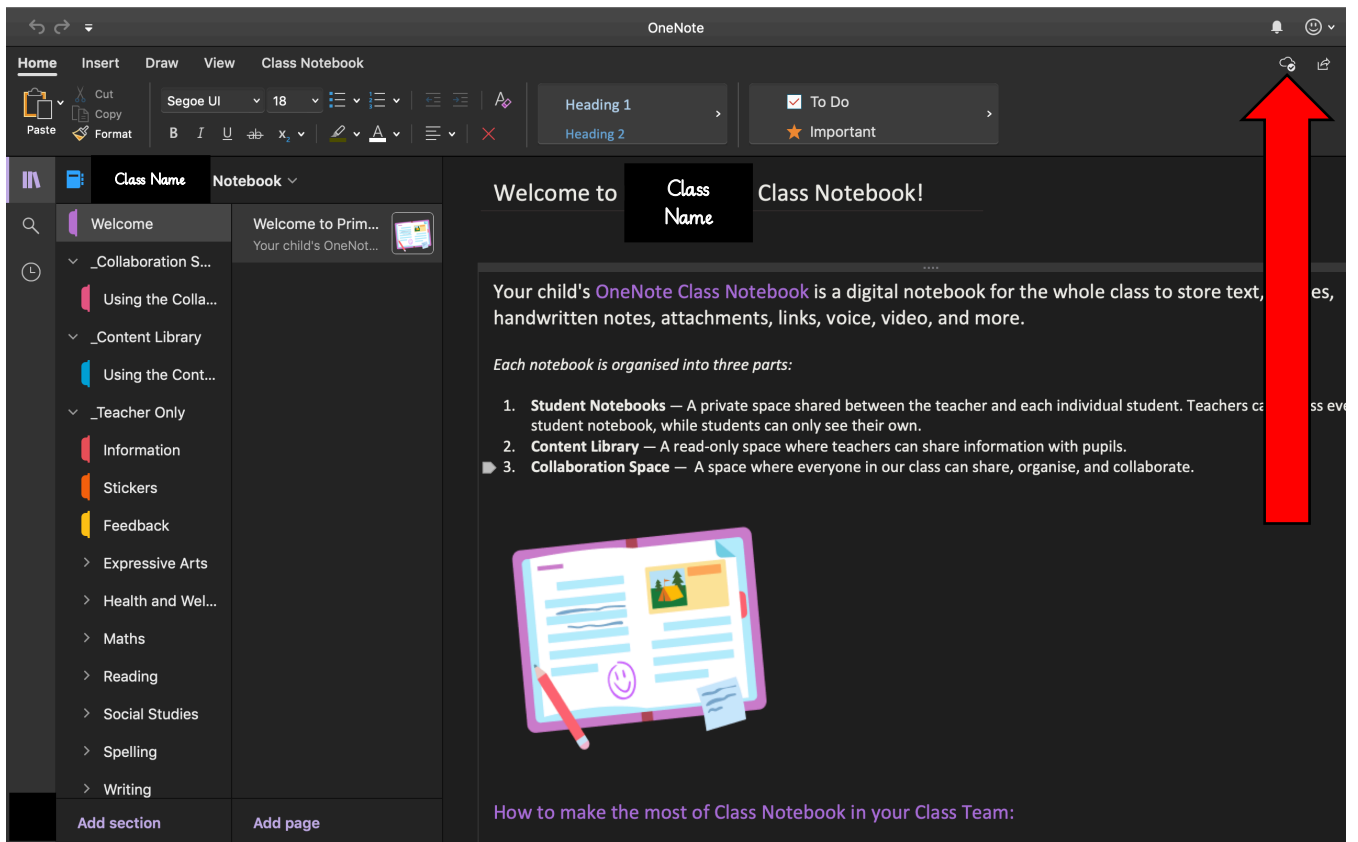 OneNote
Home Insert Draw View Class Notebook
Paste
Cut
Copy
Format
Segoe UI 18
B I U ab x
A
Heading 1
Heading 2
To Do
Important
Class Name Notebook
Welcome
_Collaboration S...
Using the Colla...
_Content Library
Using the Cont...
_Teacher Only
Information
Stickers
Feedback
Expressive Arts
Health and Wel...
Maths
Reading
Social Studies
Spelling
Writing
Add section
Welcome to Prim...
Your child's OneNot...
Add page
Welcome to Class Name Class Notebook!
Your child's OneNote Class Notebook is a digital notebook for the whole class to store text,
handwritten notes, attachments, links, voice, video, and more.
Each notebook is organised into three parts:
1. Student Notebooks — A private space shared between the teacher and each individual student. Teachers
student notebook, while students can only see their own.
2. Content Library — A read-only space where teachers can share information with pupils.
3. Collaboration Space — A space where everyone in our class can share, organise, and collaborate.
How to make the most of Class Notebook in your Class Team: